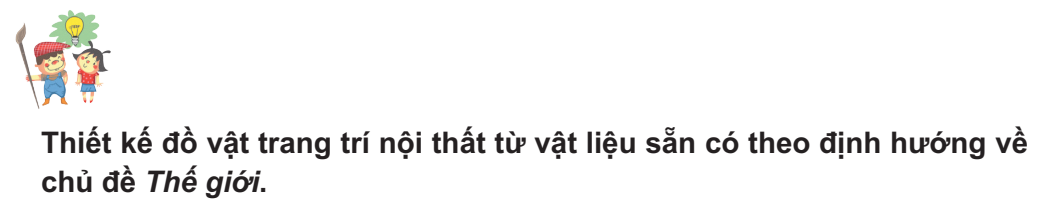 Thiết kế đồ vật trang trí nội thất từ vật liệu sẵn có theo định hướng về
chủ đề Thế giới.